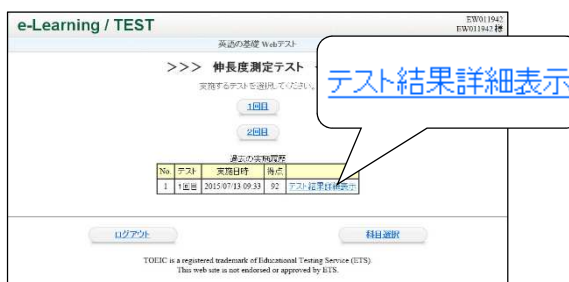 e-Learning / TEST
EW011942
EW011942 様
英語の基礎 Webテスト
>>> 伸長度測定テスト
実施するテストを選択してください。
1回目
2回目
過去の実施履歴
No. テスト 実施日時 得点
1 1回目 2015/07/13 09:33 92 テスト結果詳細表示
テスト結果詳細表示
ログアウト 科目選択
TOEIC is a registered trademark of Educational Testing Service (ETS).
This web site is not endorsed or approved by ETS.